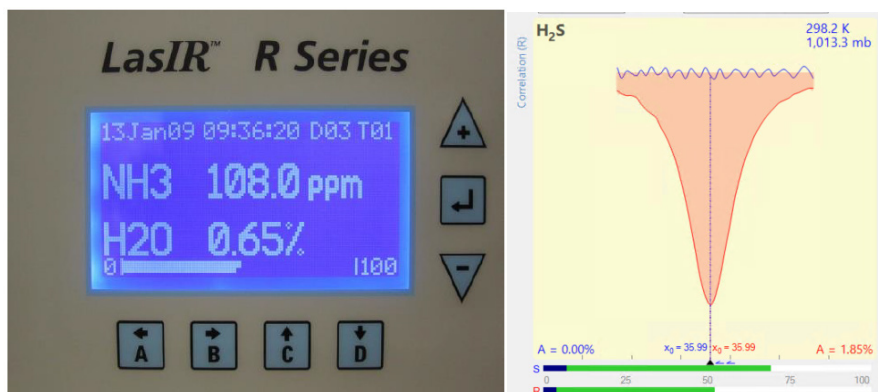 LasIR™ R Series
13Jan09 09:36:20 D03 T01
NH3 108.0 ppm
H2O 0.65%
0 100
+
-
A B C D
H₂S
298.2 K
1,013.3 mb
Correlation (R)
A = 0.00% x₀ = 35.99 x₀ = 35.99 A = 1.85%
S
0 25 50 75 100
R